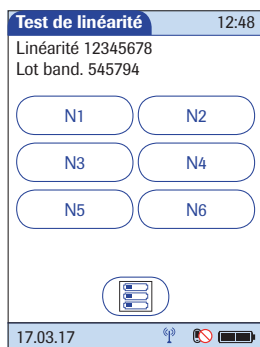 Test de linéarité 12:48
Linéarité 12345678
Lot band. 545794
N1 N2
N3 N4
N5 N6
17.03.17